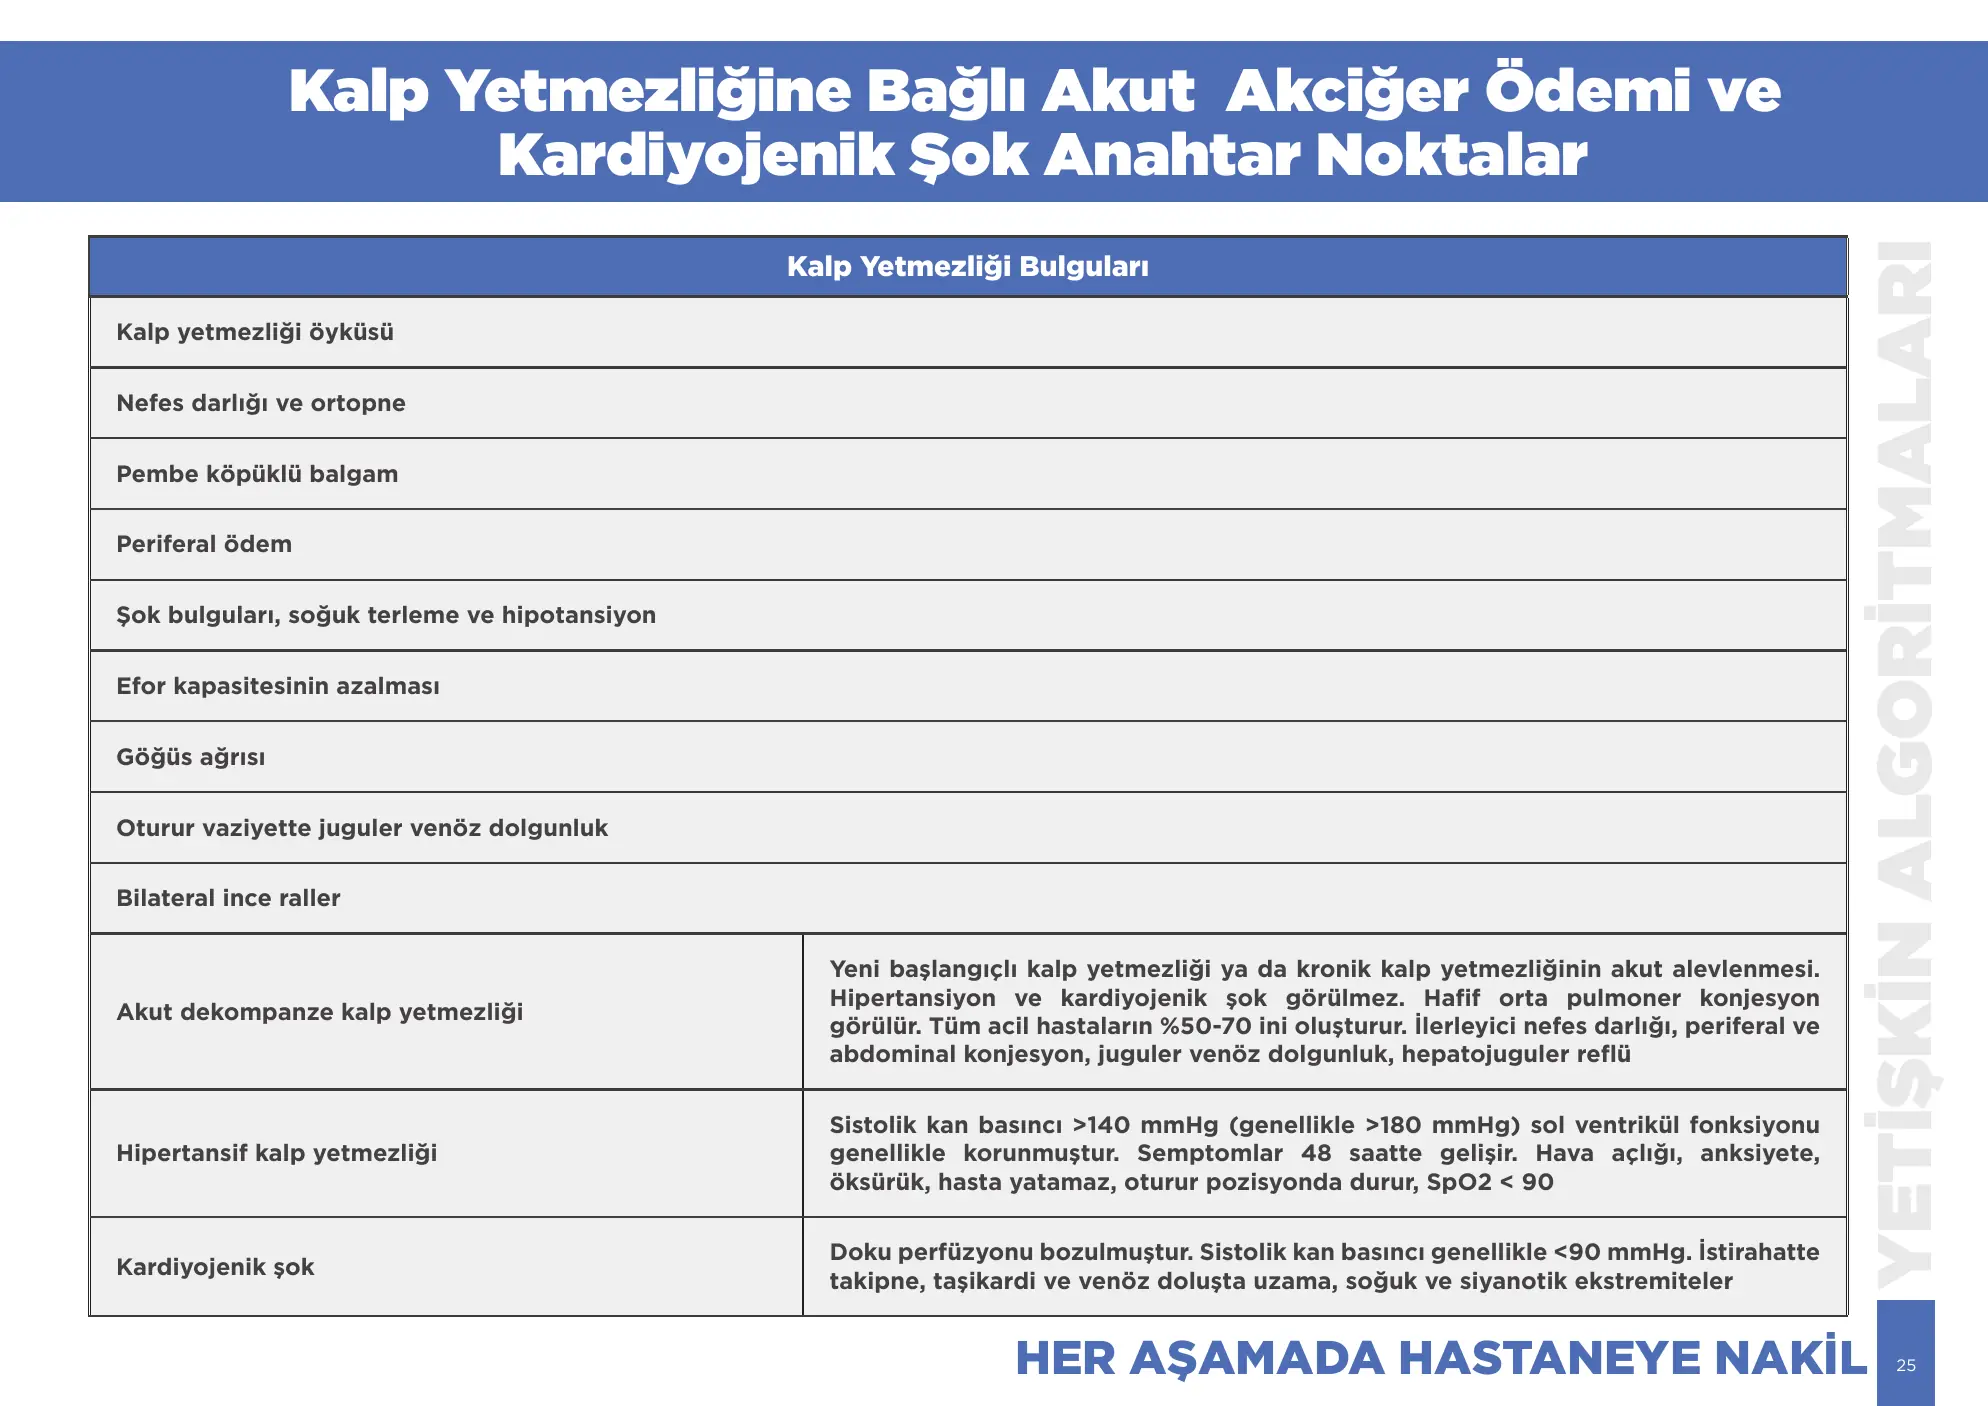 Kalp Yetmezliğine Bağlı Akut Akciğer Ödemi ve
Kardiyojenik Şok Anahtar Noktalar
Kalp Yetmezliği Bulguları
Kalp yetmezliği öyküsü
Nefes darlığı ve ortopne
Pembe köpüklü balgam
Periferal ödem
Şok bulguları, soğuk terleme ve hipotansiyon
Efor kapasitesinin azalması
Göğüs ağrısı
Oturur vaziyette juguler venöz dolgunluk
Bilateral ince raller
Akut dekompanze kalp yetmezliği
Yeni başlangıçlı kalp yetmezliği ya da kronik kalp yetmezliğinin akut alevlenmesi.
Hipertansiyon ve kardiyojenik şok görülmez. Hafif orta pulmoner konjesyon
görülür. Tüm acil hastaların %50-70 ini oluşturur. İlerleyici nefes darlığı, periferal ve
abdominal konjesyon, juguler venöz dolgunluk, hepatojuguler reflü
Hipertansif kalp yetmezliği
Sistolik kan basıncı >140 mmHg (genellikle >180 mmHg) sol ventrikül fonksiyonu
genellikle korunmuştur. Semptomlar 48 saatte gelişir. Hava açlığı, anksiyete,
öksürük, hasta yatamaz, oturur pozisyonda durur, SpO2 < 90
Kardiyojenik şok
Doku perfüzyonu bozulmuştur. Sistolik kan basıncı genellikle <90 mmHg. İstirahatte
takipne, taşikardi ve venöz doluşta uzama, soğuk ve siyanotik ekstremiteler
YETİŞKİN ALGORİTMALARI
HER AŞAMADA HASTANEYE NAKİL
25